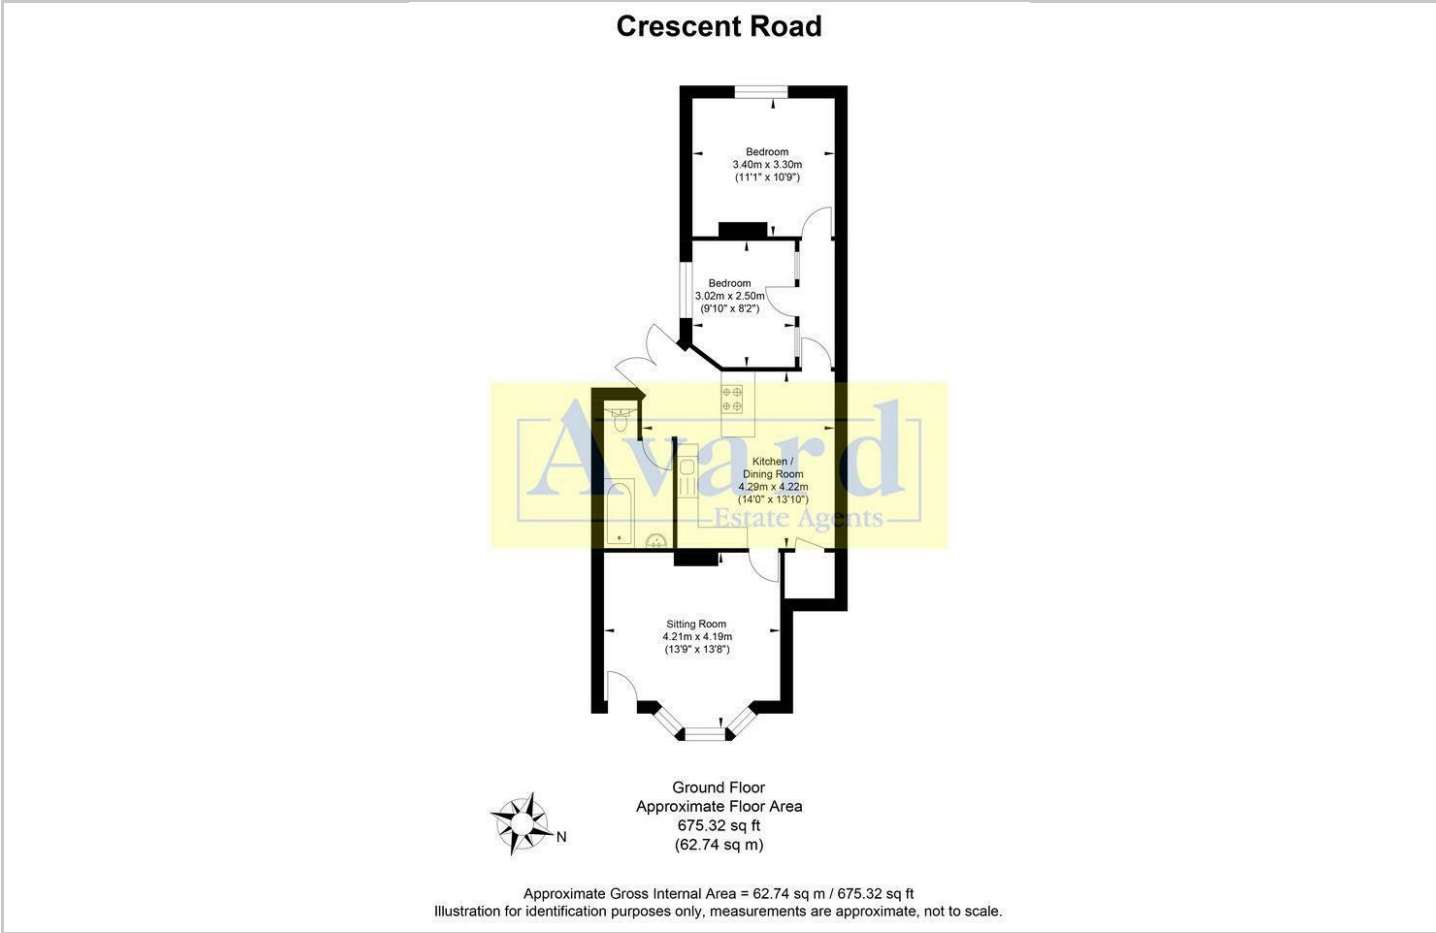 Crescent Road
Bedroom
3.40m x 3.30m
(11'1" x 10'9")
Bedroom
3.02m x 2.50m
(9'10" x 8'2")
Avard
Estate Agents
Kitchen /
Dining Room
4.29m x 4.22m
(14'0" x 13'10")
Sitting Room
4.21m x 4.19m
(13'9" x 13'8")
N
Ground Floor
Approximate Floor Area
675.32 sq ft
(62.74 sq m)
Approximate Gross Internal Area = 62.74 sq m / 675.32 sq ft
Illustration for identification purposes only, measurements are approximate, not to scale.